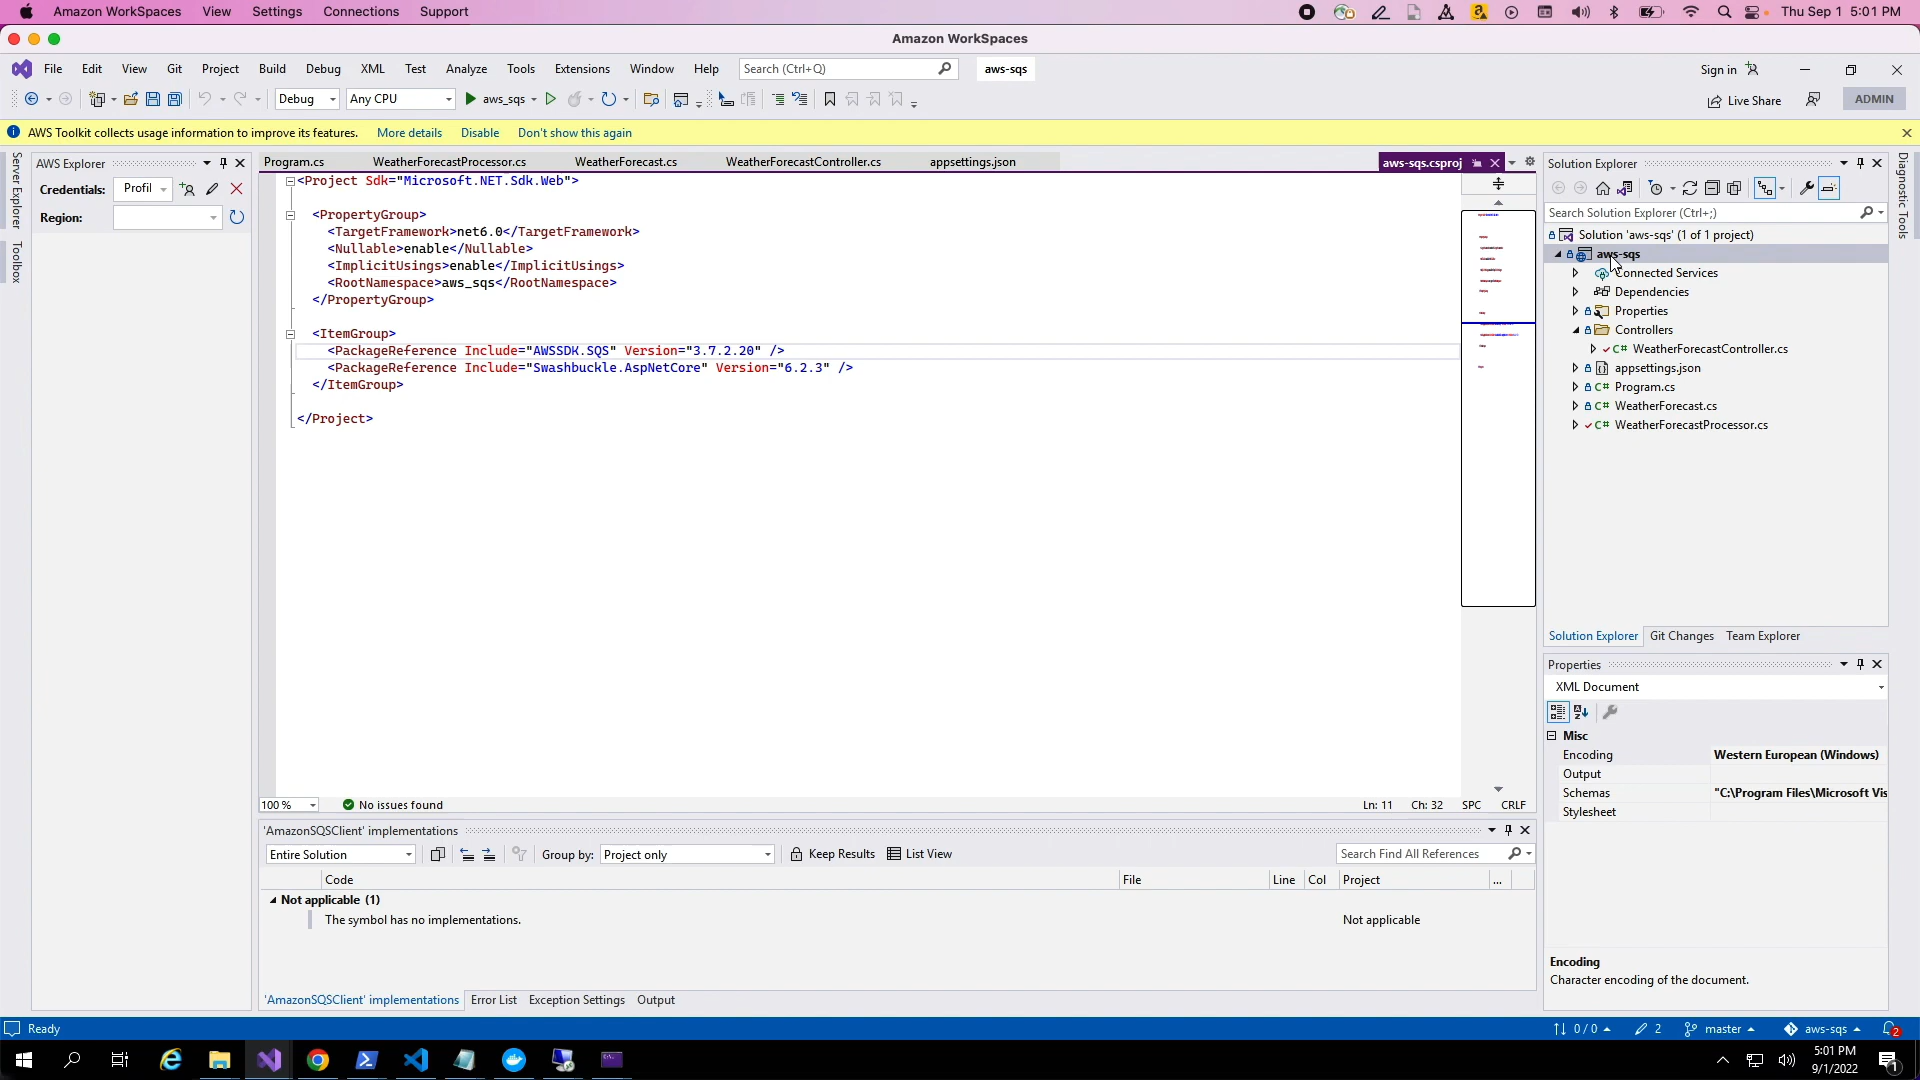 Amazon WorkSpaces View Settings Connections Support Thu Sep 1 5:01 PM
Amazon WorkSpaces
File Edit View Git Project Build Debug XML Test Analyze Tools Extensions Window Help Search (Ctrl+Q) aws-sqs Sign in
Debug Any CPU aws_sqs Live Share ADMIN
AWS Toolkit collects usage information to improve its features. More details Disable Don't show this again
Server Explorer
Toolbox
AWS Explorer
Credentials: Profil
Region:
Program.cs WeatherForecastProcessor.cs WeatherForecast.cs WeatherForecastController.cs appsettings.json aws-sqs.csproj
<Project Sdk="Microsoft.NET.Sdk.Web">
<PropertyGroup>
<TargetFramework>net6.0</TargetFramework>
<Nullable>enable</Nullable>
<ImplicitUsings>enable</ImplicitUsings>
<RootNamespace>aws_sqs</RootNamespace>
</PropertyGroup>
<ItemGroup>
<PackageReference Include="AWSSDK.SQS" Version="3.7.2.20" />
<PackageReference Include="Swashbuckle.AspNetCore" Version="6.2.3" />
</ItemGroup>
</Project>
100 % No issues found Ln: 11 Ch: 32 SPC CRLF
'AmazonSQSClient' implementations
Entire Solution Group by: Project only Keep Results List View Search Find All References
Code File Line Col Project ...
Not applicable (1)
The symbol has no implementations. Not applicable
'AmazonSQSClient' implementations Error List Exception Settings Output
Solution Explorer
Search Solution Explorer (Ctrl+;)
Solution 'aws-sqs' (1 of 1 project)
aws-sqs
Connected Services
Dependencies
Properties
Controllers
C# WeatherForecastController.cs
appsettings.json
C# Program.cs
C# WeatherForecast.cs
C# WeatherForecastProcessor.cs
Solution Explorer Git Changes Team Explorer
Properties
XML Document
Misc
Encoding Western European (Windows)
Output
Schemas "C:\Program Files\Microsoft Vis
Stylesheet
Encoding
Character encoding of the document.
Diagnostic Tools
Ready 0 / 0 2 master aws-sqs 2
5:01 PM
9/1/2022 1